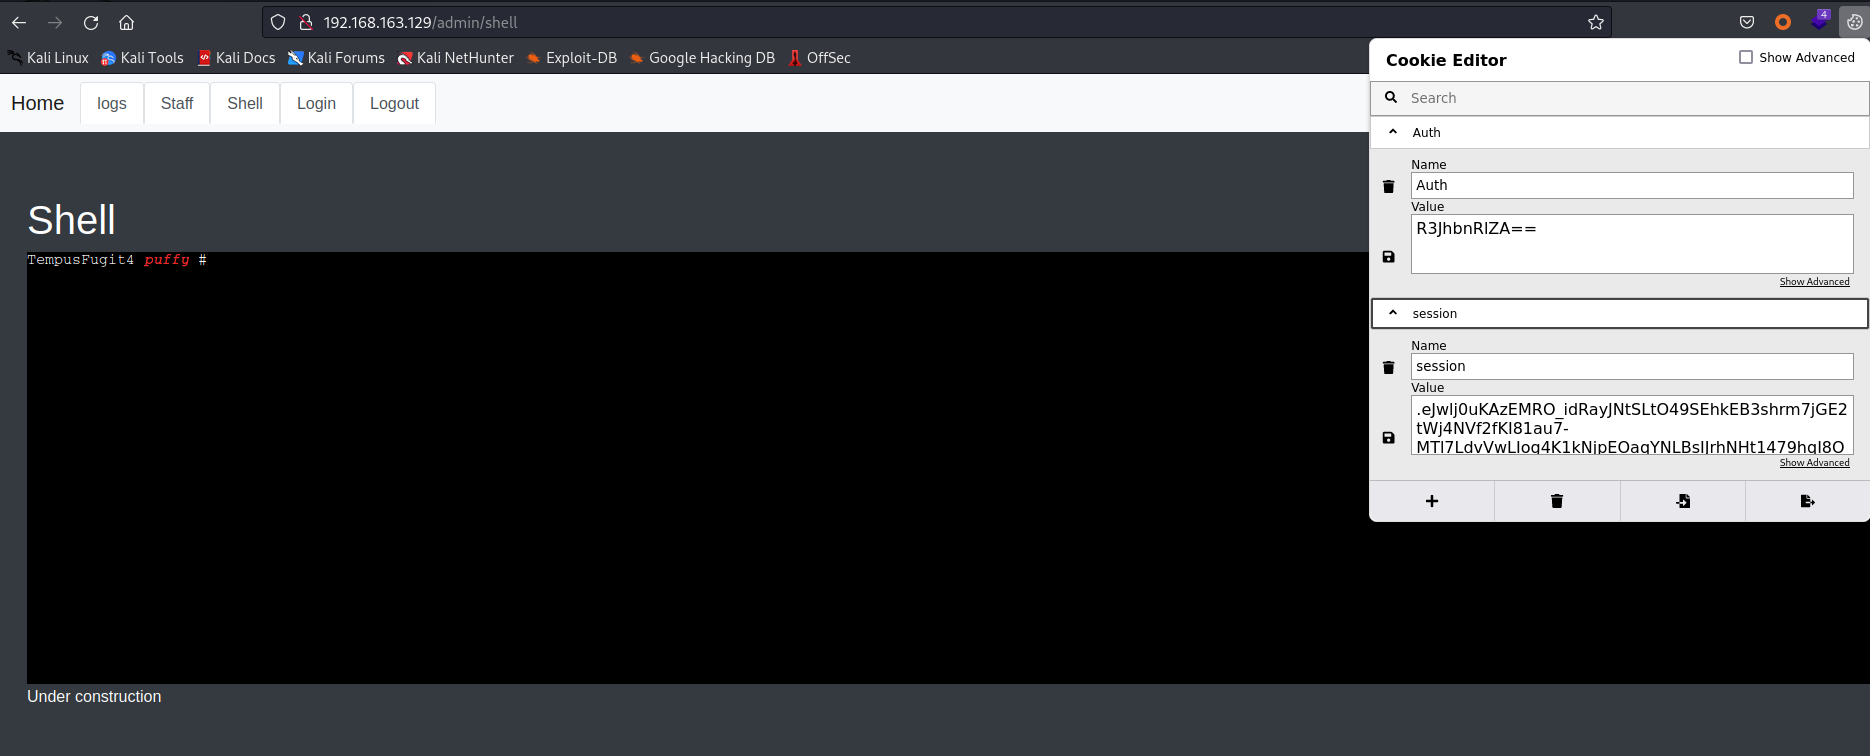 192.168.163.129/admin/shell
4
Kali Linux Kali Tools Kali Docs Kali Forums Kali NetHunter Exploit-DB Google Hacking DB OffSec
Home logs Staff Shell Login Logout
Shell
TempusFugit4 puffy #
Under construction
Cookie Editor Show Advanced
Search
Auth
Name
Auth
Value
R3JhbnRlZA==
Show Advanced
session
Name
session
Value
Show Advanced